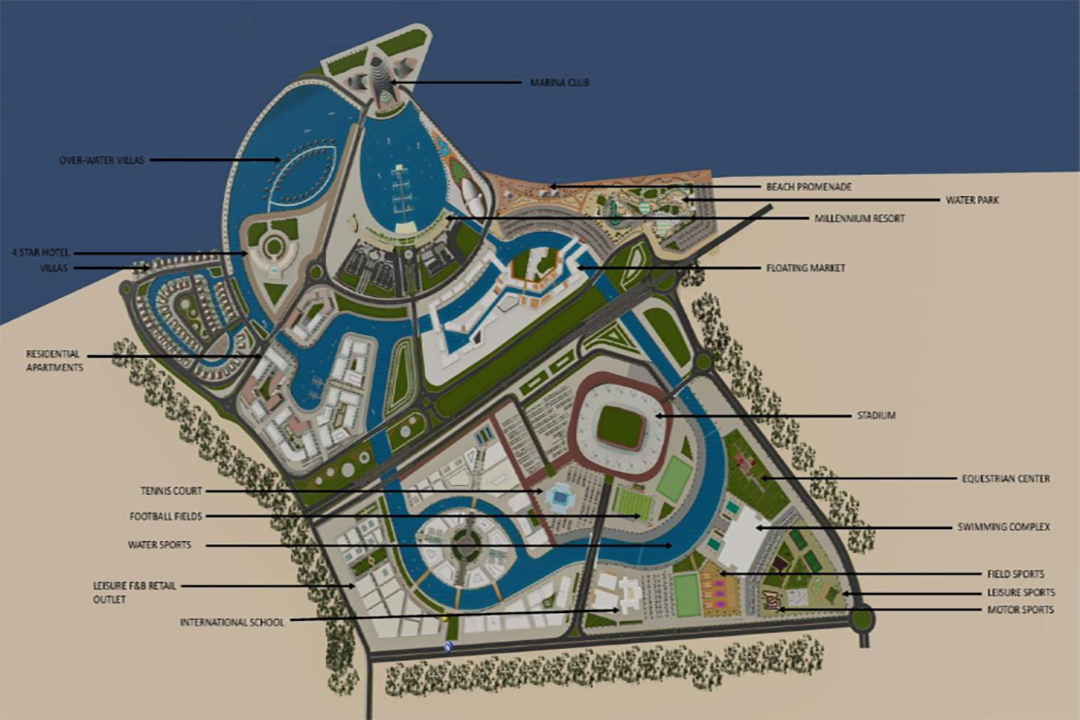 MARINA CLUB
OVER-WATER VILLAS
BEACH PROMENADE
WATER PARK
MILLENNIUM RESORT
4 STAR HOTEL
VILLAS
FLOATING MARKET
RESIDENTIAL
APARTMENTS
STADIUM
EQUESTRIAN CENTER
TENNIS COURT
FOOTBALL FIELDS
SWIMMING COMPLEX
WATER SPORTS
FIELD SPORTS
LEISURE F&B RETAIL
OUTLET
LEISURE SPORTS
MOTOR SPORTS
INTERNATIONAL SCHOOL